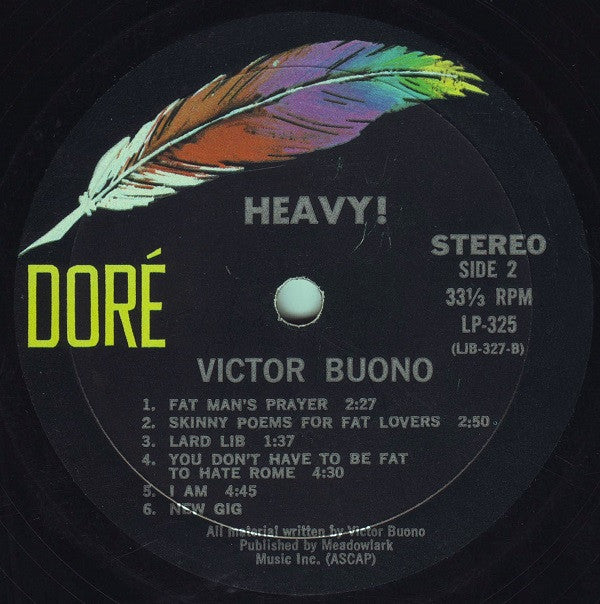 HEAVY!
DORÉ
STEREO
SIDE 2
33⅓ RPM
LP-325
(LJB-327-B)
VICTOR BUONO
1. FAT MAN'S PRAYER 2:27
2. SKINNY POEMS FOR FAT LOVERS 2:50
3. LARD LIB 1:37
4. YOU DON'T HAVE TO BE FAT
TO HATE ROME 4:30
5. I AM 4:45
6. NEW GIG
All material written by Victor Buono
Published by Meadowlark
Music Inc. (ASCAP)